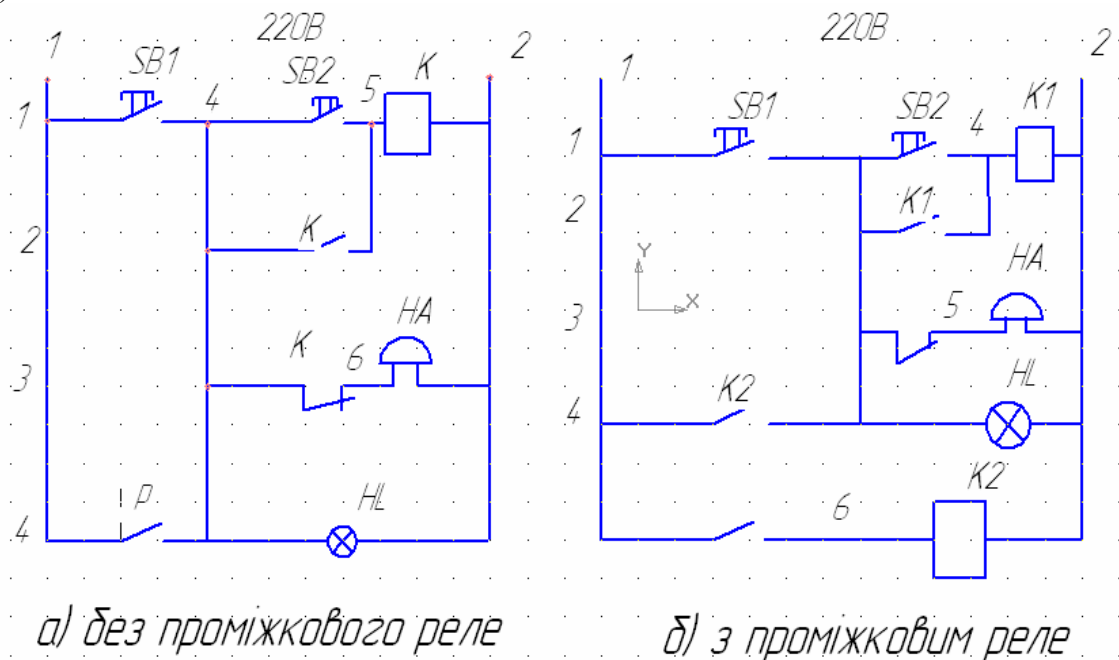 220В
1
2
SB1
SB2
5
K
4
1
K
2
HA
K
6
3
P
HL
4
а) без проміжкового реле
220В
1
2
SB1
SB2
4
K1
1
K1
2
HA
5
3
K2
HL
4
K2
6
Y
X
б) з проміжковим реле